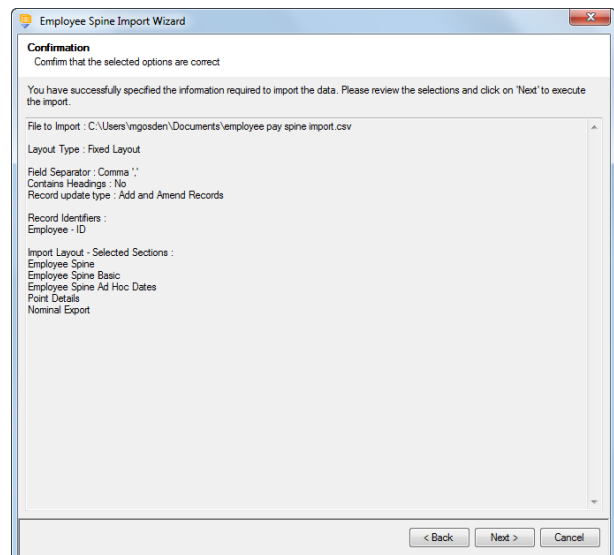 Employee Spine Import Wizard
Confirmation
Comfirm that the selected options are correct
You have successfully specified the information required to import the data. Please review the selections and click on 'Next' to execute
the import.
File to Import : C:\Users\mgosden\Documents\employee pay spine import.csv
Layout Type : Fixed Layout
Field Separator : Comma ','
Contains Headings : No
Record update type : Add and Amend Records
Record Identifiers :
Employee - ID
Import Layout - Selected Sections :
Employee Spine
Employee Spine Basic
Employee Spine Ad Hoc Dates
Point Details
Nominal Export
< Back Next > Cancel